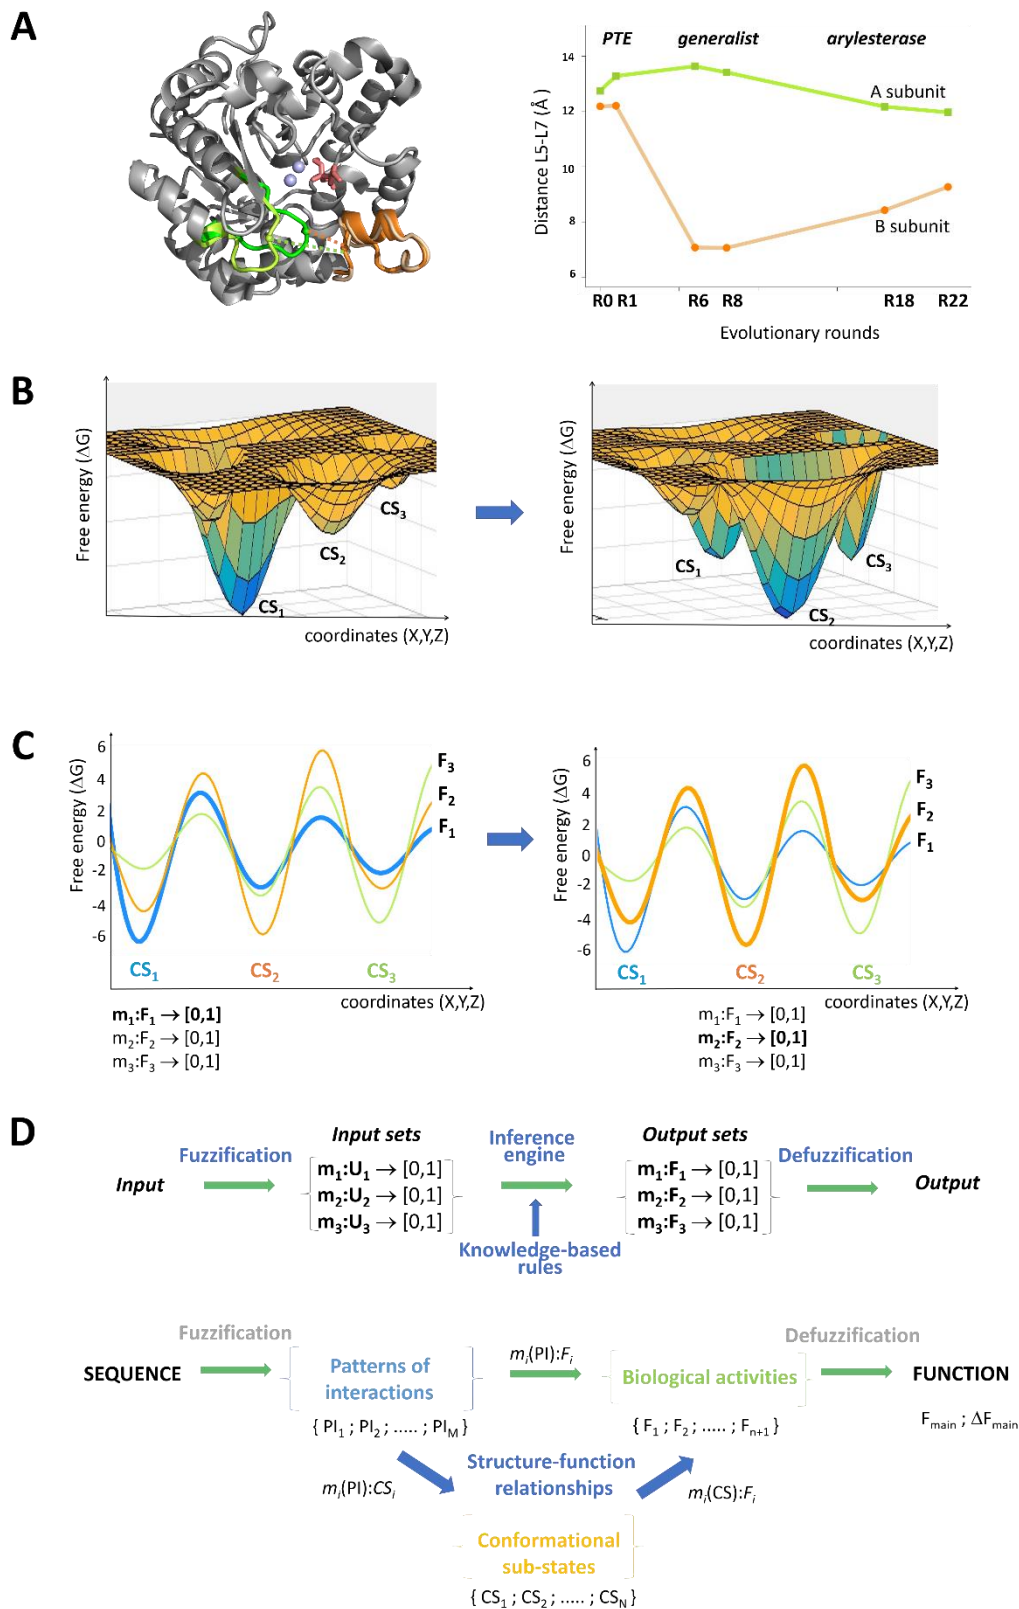 A
PTE generalist arylesterase
14
12
10
8
6
Distance L5-L7 (Å)
A subunit
B subunit
R0 R1 R6 R8 R18 R22
Evolutionary rounds
B
Free energy (ΔG)
CS1
CS2
CS3
coordinates (X,Y,Z)
Free energy (ΔG)
CS1
CS2
CS3
coordinates (X,Y,Z)
C
Free energy (ΔG)
6
4
2
0
-2
-4
-6
F3
F2
F1
CS1 CS2 CS3
coordinates (X,Y,Z)
m1:F1 → [0,1]
m2:F2 → [0,1]
m3:F3 → [0,1]
Free energy (ΔG)
6
4
2
0
-2
-4
-6
F3
F2
F1
CS1 CS2 CS3
coordinates (X,Y,Z)
m1:F1 → [0,1]
m2:F2 → [0,1]
m3:F3 → [0,1]
D
Input
Fuzzification
Input sets
m1:U1 → [0,1]
m2:U2 → [0,1]
m3:U3 → [0,1]
Inference
engine
Knowledge-based
rules
Output sets
m1:F1 → [0,1]
m2:F2 → [0,1]
m3:F3 → [0,1]
Defuzzification
Output
SEQUENCE
Fuzzification
Patterns of
interactions
{ PI1 ; PI2 ; ..... ; PIM }
mi(PI):Fi
Biological activities
{ F1 ; F2 ; ..... ; Fn+1 }
Defuzzification
FUNCTION
Fmain ; ΔFmain
mi(PI):CSi
Structure-function
relationships
mi(CS):Fi
Conformational
sub-states
{ CS1 ; CS2 ; ..... ; CSN }